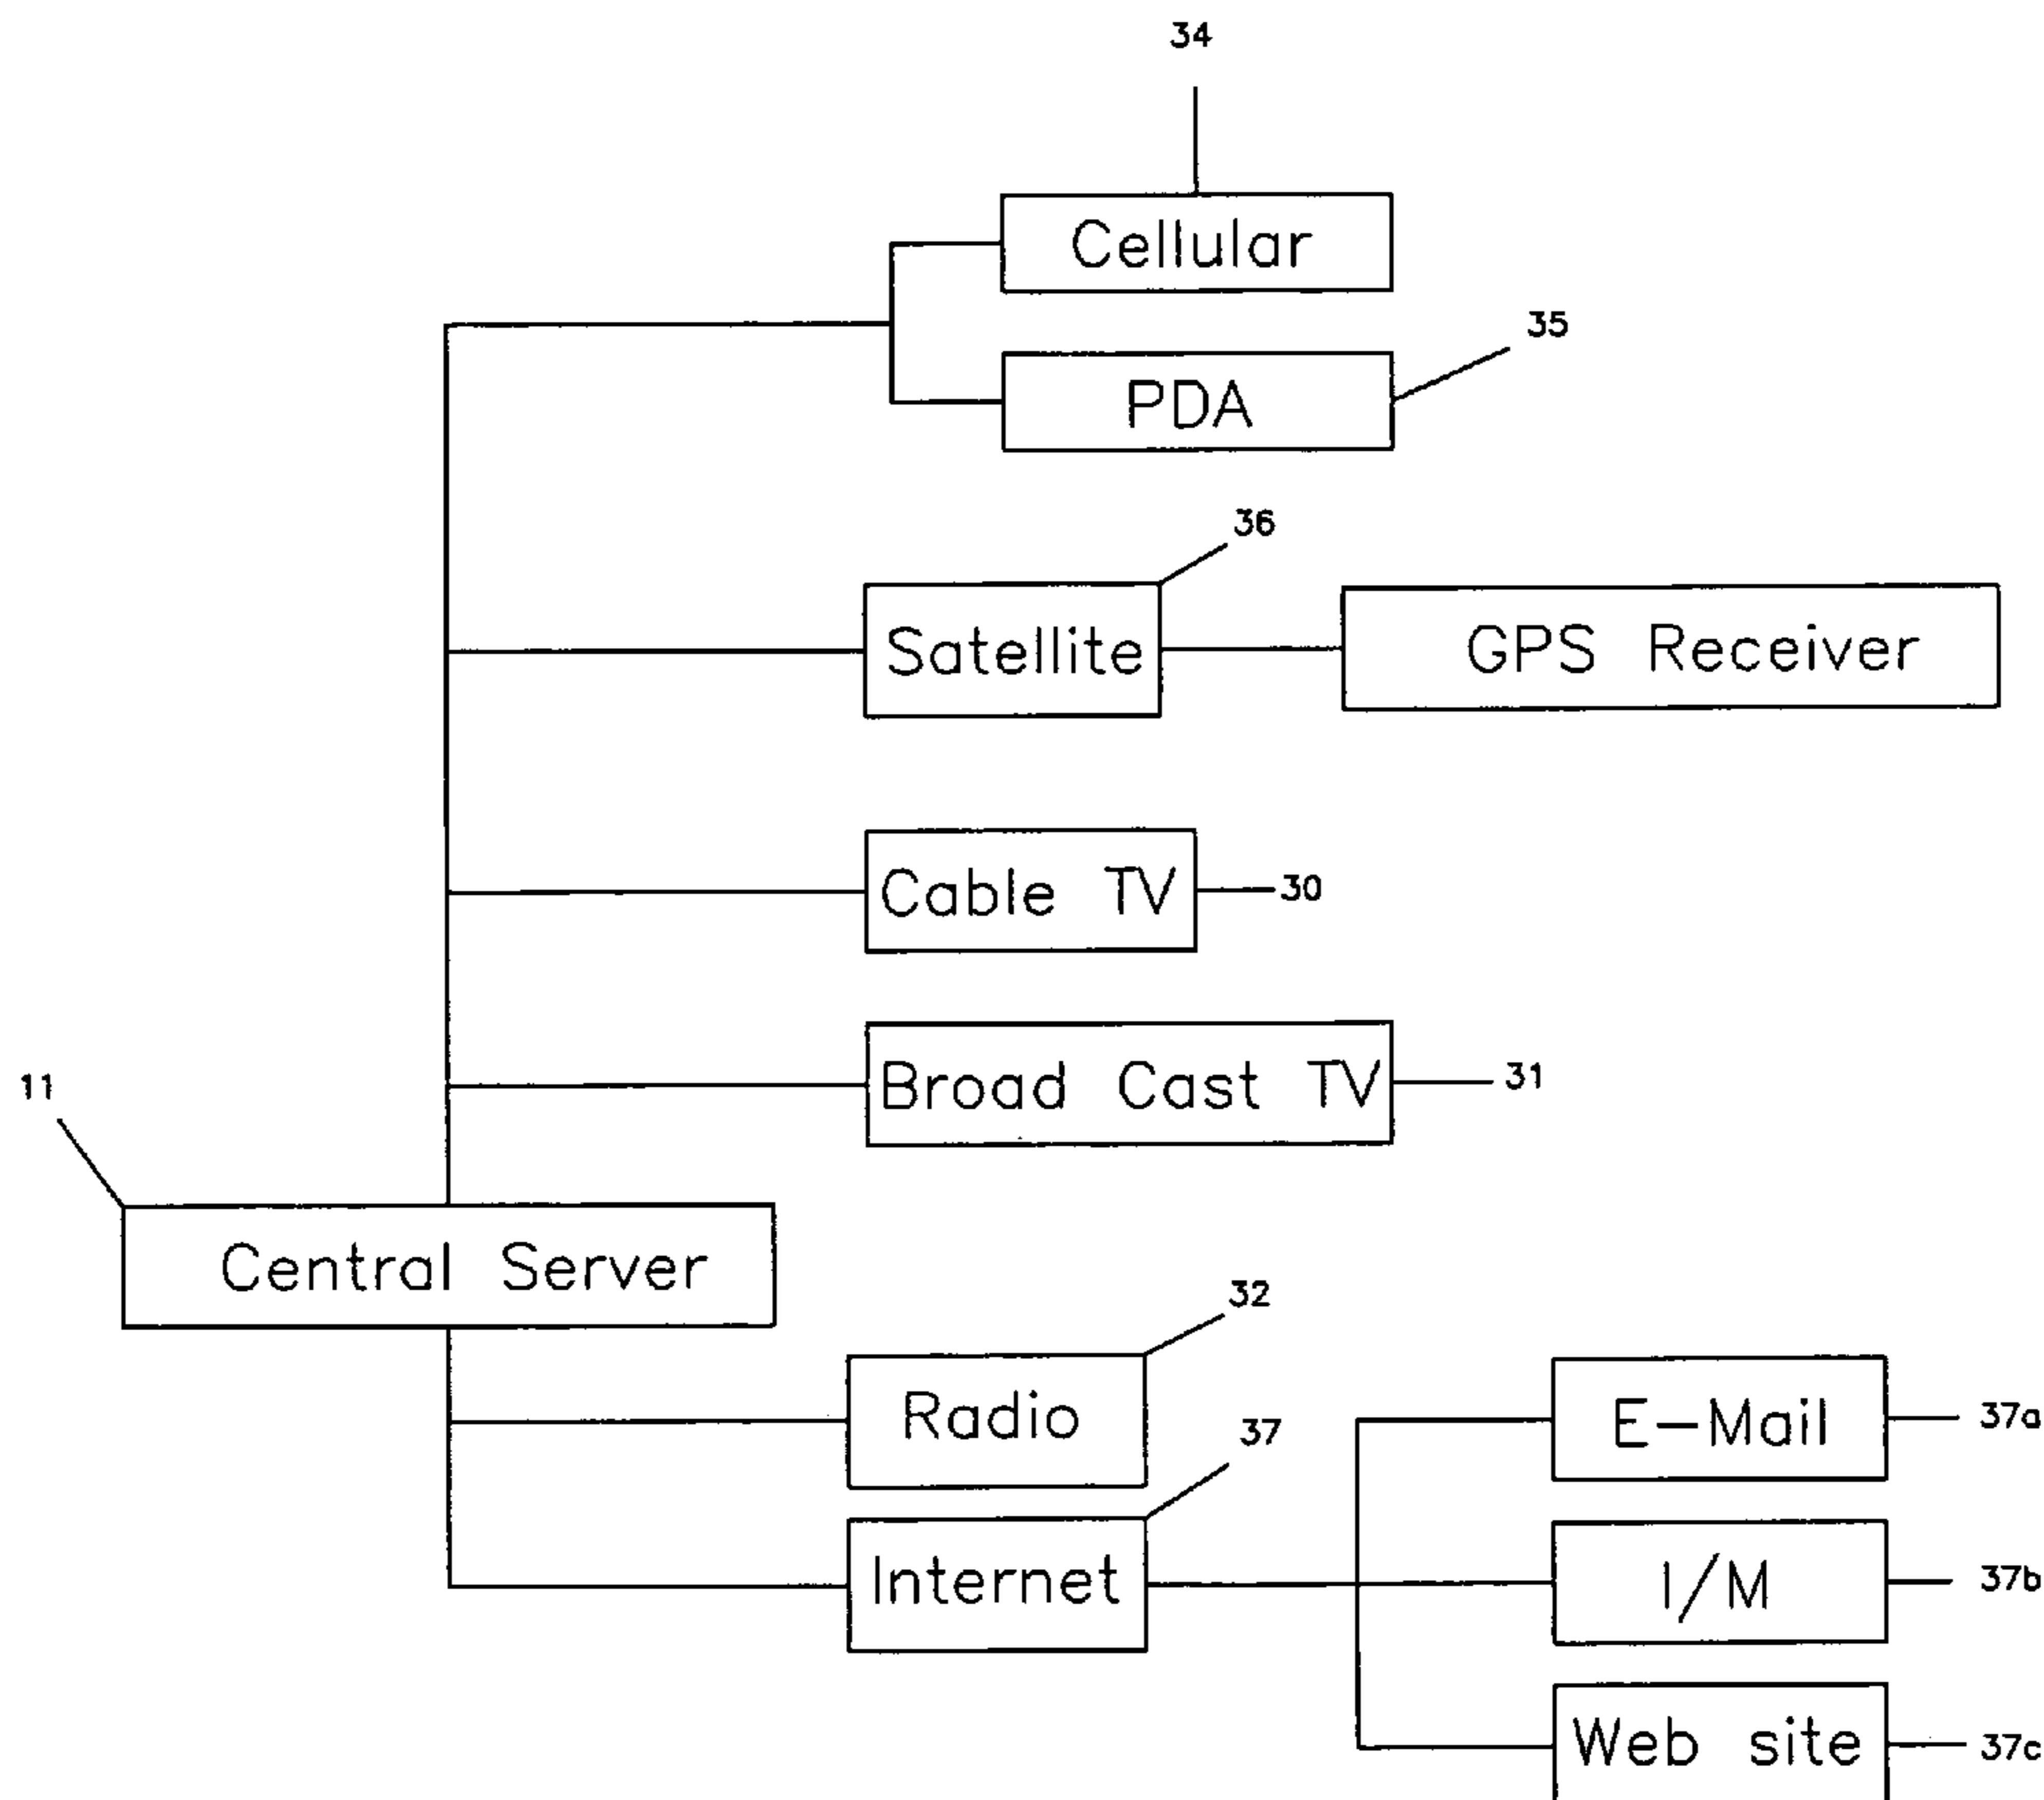 34
Cellular
35
PDA
36
Satellite
GPS Receiver
Cable TV
30
Broad Cast TV
31
11
Central Server
32
Radio
37
E-Mail
37a
Internet
I/M
37b
Web site
37c